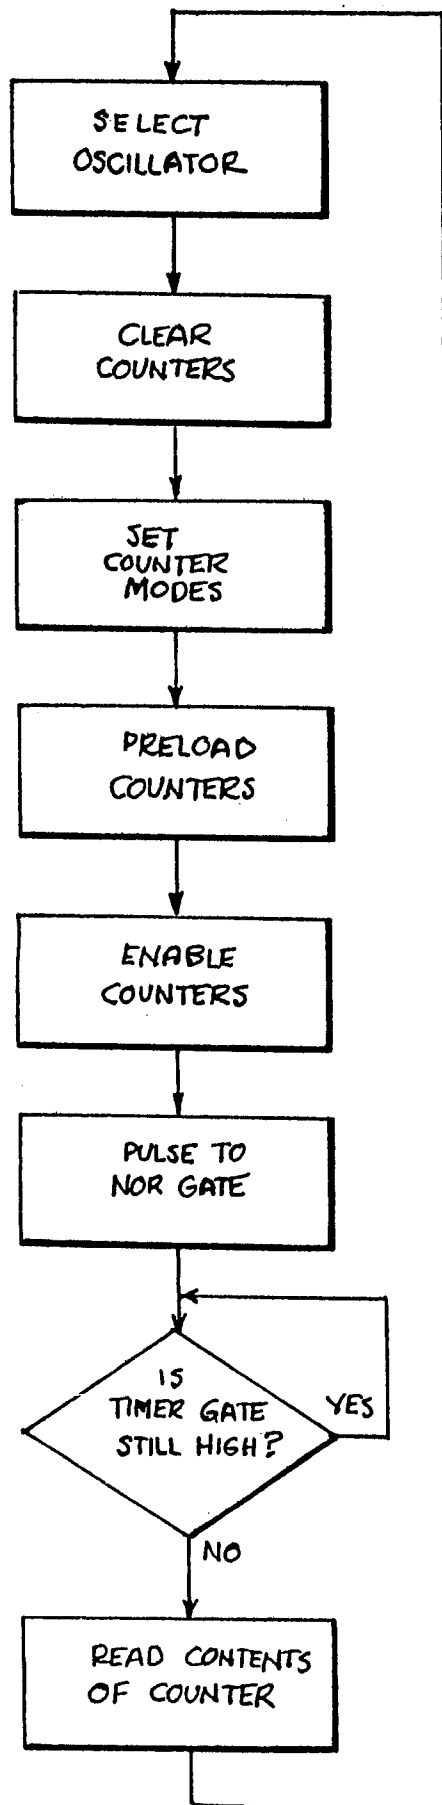 SELECT
OSCILLATOR
CLEAR
COUNTERS
SET
COUNTER
MODES
PRELOAD
COUNTERS
ENABLE
COUNTERS
PULSE TO
NOR GATE
IS
TIMER GATE
STILL HIGH?
YES
NO
READ CONTENTS
OF COUNTER